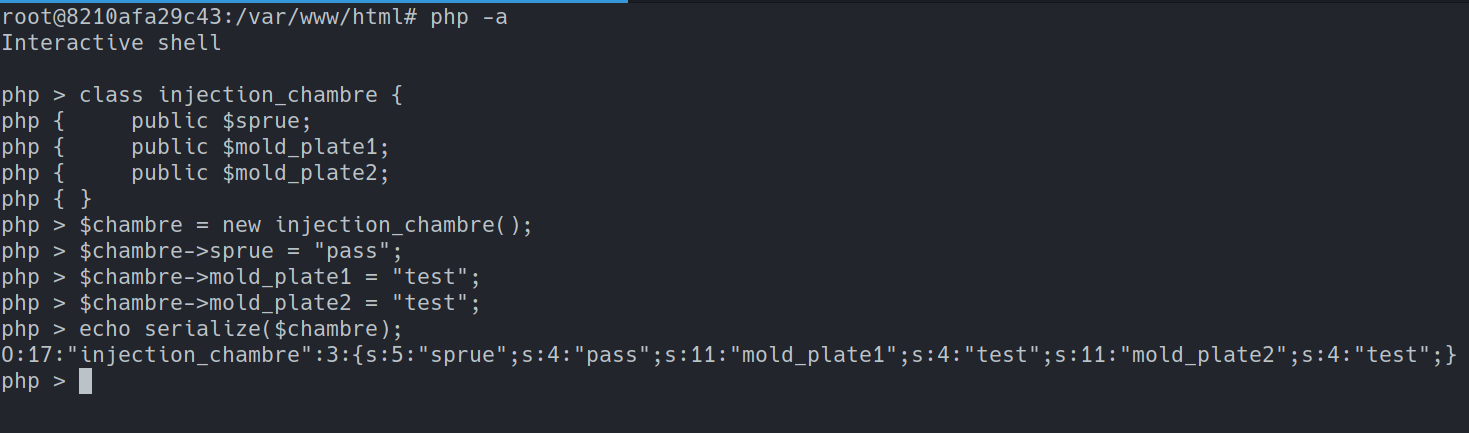 root@8210afa29c43:/var/www/html# php -a
Interactive shell

php > class injection_chambre {
php {     public $sprue;
php {     public $mold_plate1;
php {     public $mold_plate2;
php { }
php > $chambre = new injection_chambre();
php > $chambre->sprue = "pass";
php > $chambre->mold_plate1 = "test";
php > $chambre->mold_plate2 = "test";
php > echo serialize($chambre);
O:17:"injection_chambre":3:{s:5:"sprue";s:4:"pass";s:11:"mold_plate1";s:4:"test";s:11:"mold_plate2";s:4:"test";}
php >